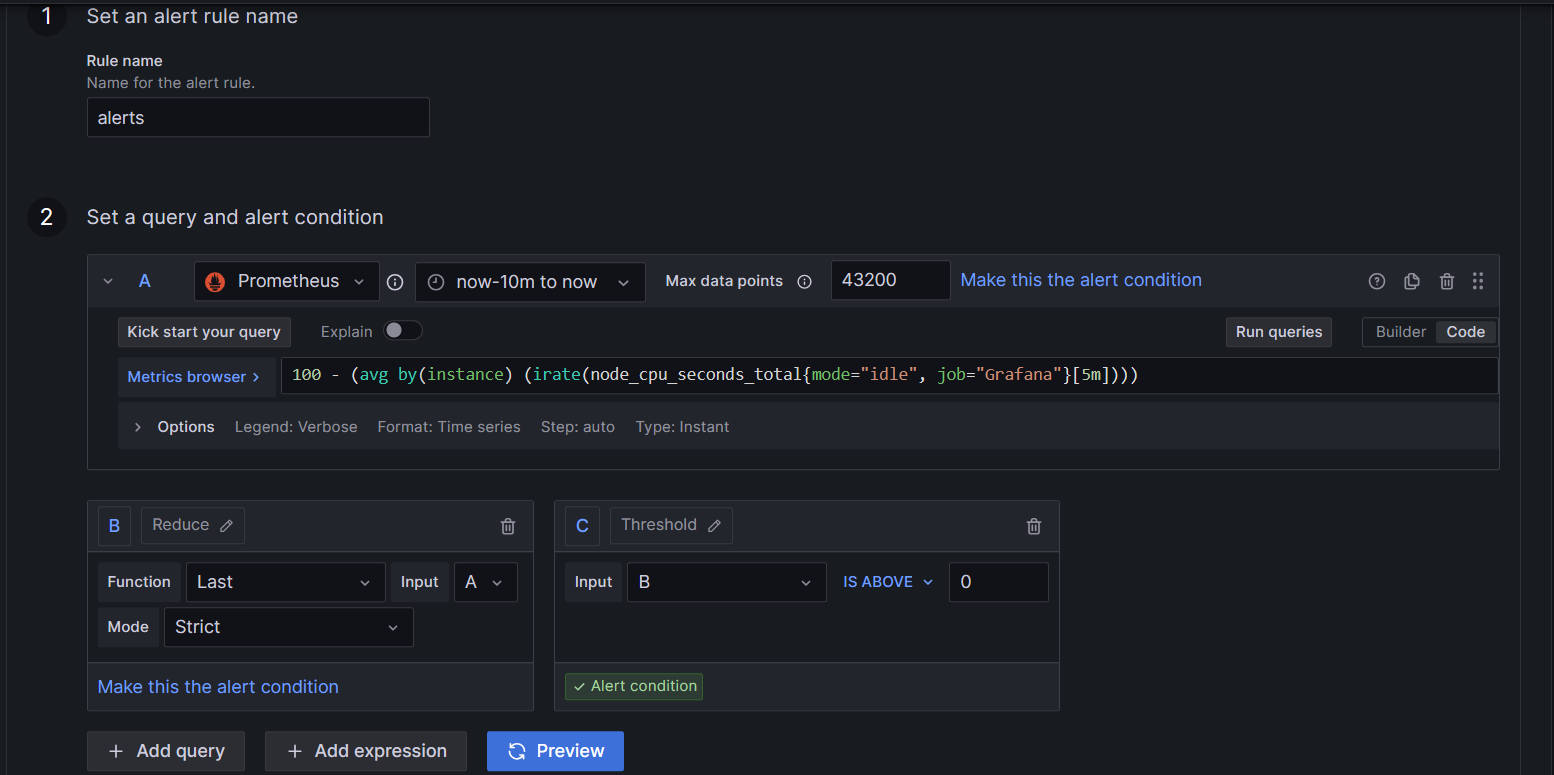 1 Set an alert rule name
Rule name
Name for the alert rule.
alerts
2 Set a query and alert condition
A Prometheus now-10m to now Max data points 43200 Make this the alert condition
Kick start your query Explain Run queries Builder Code
Metrics browser > 100 - (avg by(instance) (irate(node_cpu_seconds_total{mode="idle", job="Grafana"}[5m])))
> Options Legend: Verbose Format: Time series Step: auto Type: Instant
B Reduce C Threshold
Function Last Input A Input B IS ABOVE 0
Mode Strict
Make this the alert condition Alert condition
+ Add query + Add expression Preview